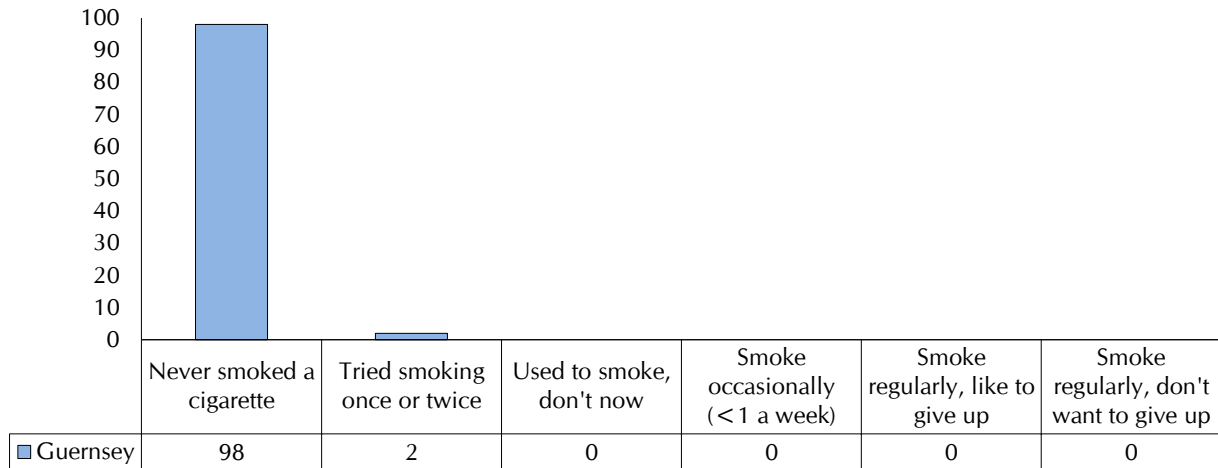 100
90
80
70
60
50
40
30
20
10
0
Never smoked a
cigarette
Tried smoking
once or twice
Used to smoke,
don't now
Smoke
occasionally
(<1 a week)
Smoke
regularly, like to
give up
Smoke
regularly, don't
want to give up
Guernsey 98 2 0 0 0 0